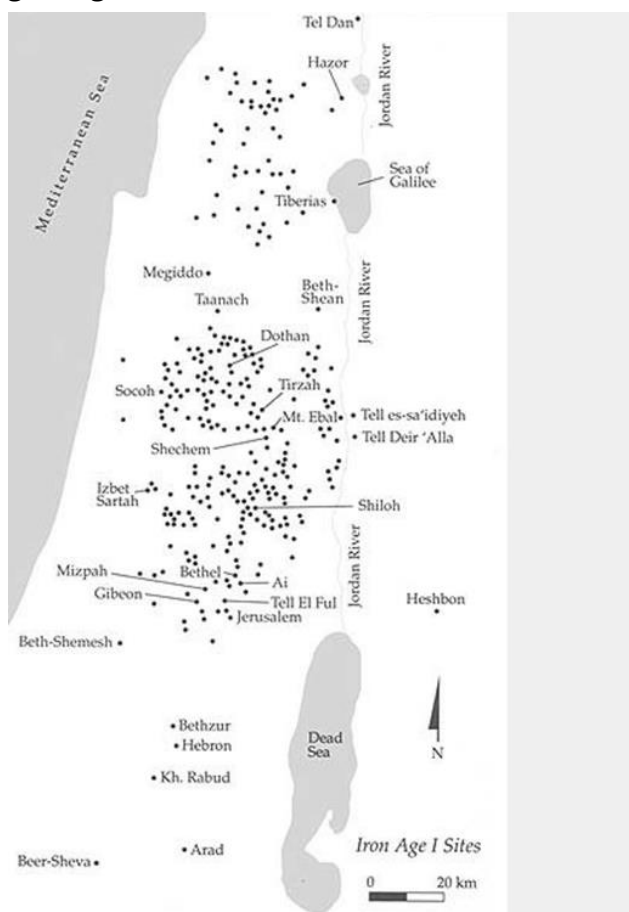 Tel Dan
Hazor
Jordan River
Mediterranean Sea
Sea of
Galilee
Tiberias
Megiddo
Beth-
Shean
Taanach
Jordan River
Dothan
Socoh
Tirzah
Mt. Ebal
Tell es-sa‘idiyeh
Shechem
Tell Deir ‘Alla
Izbet
Sartah
Shiloh
Jordan River
Mizpah
Bethel
Ai
Gibeon
Tell El Ful
Heshbon
Jerusalem
Beth-Shemesh
Bethzur
Dead
Sea
Hebron
N
Kh. Rabud
Iron Age I Sites
Arad
Beer-Sheva
0
20 km